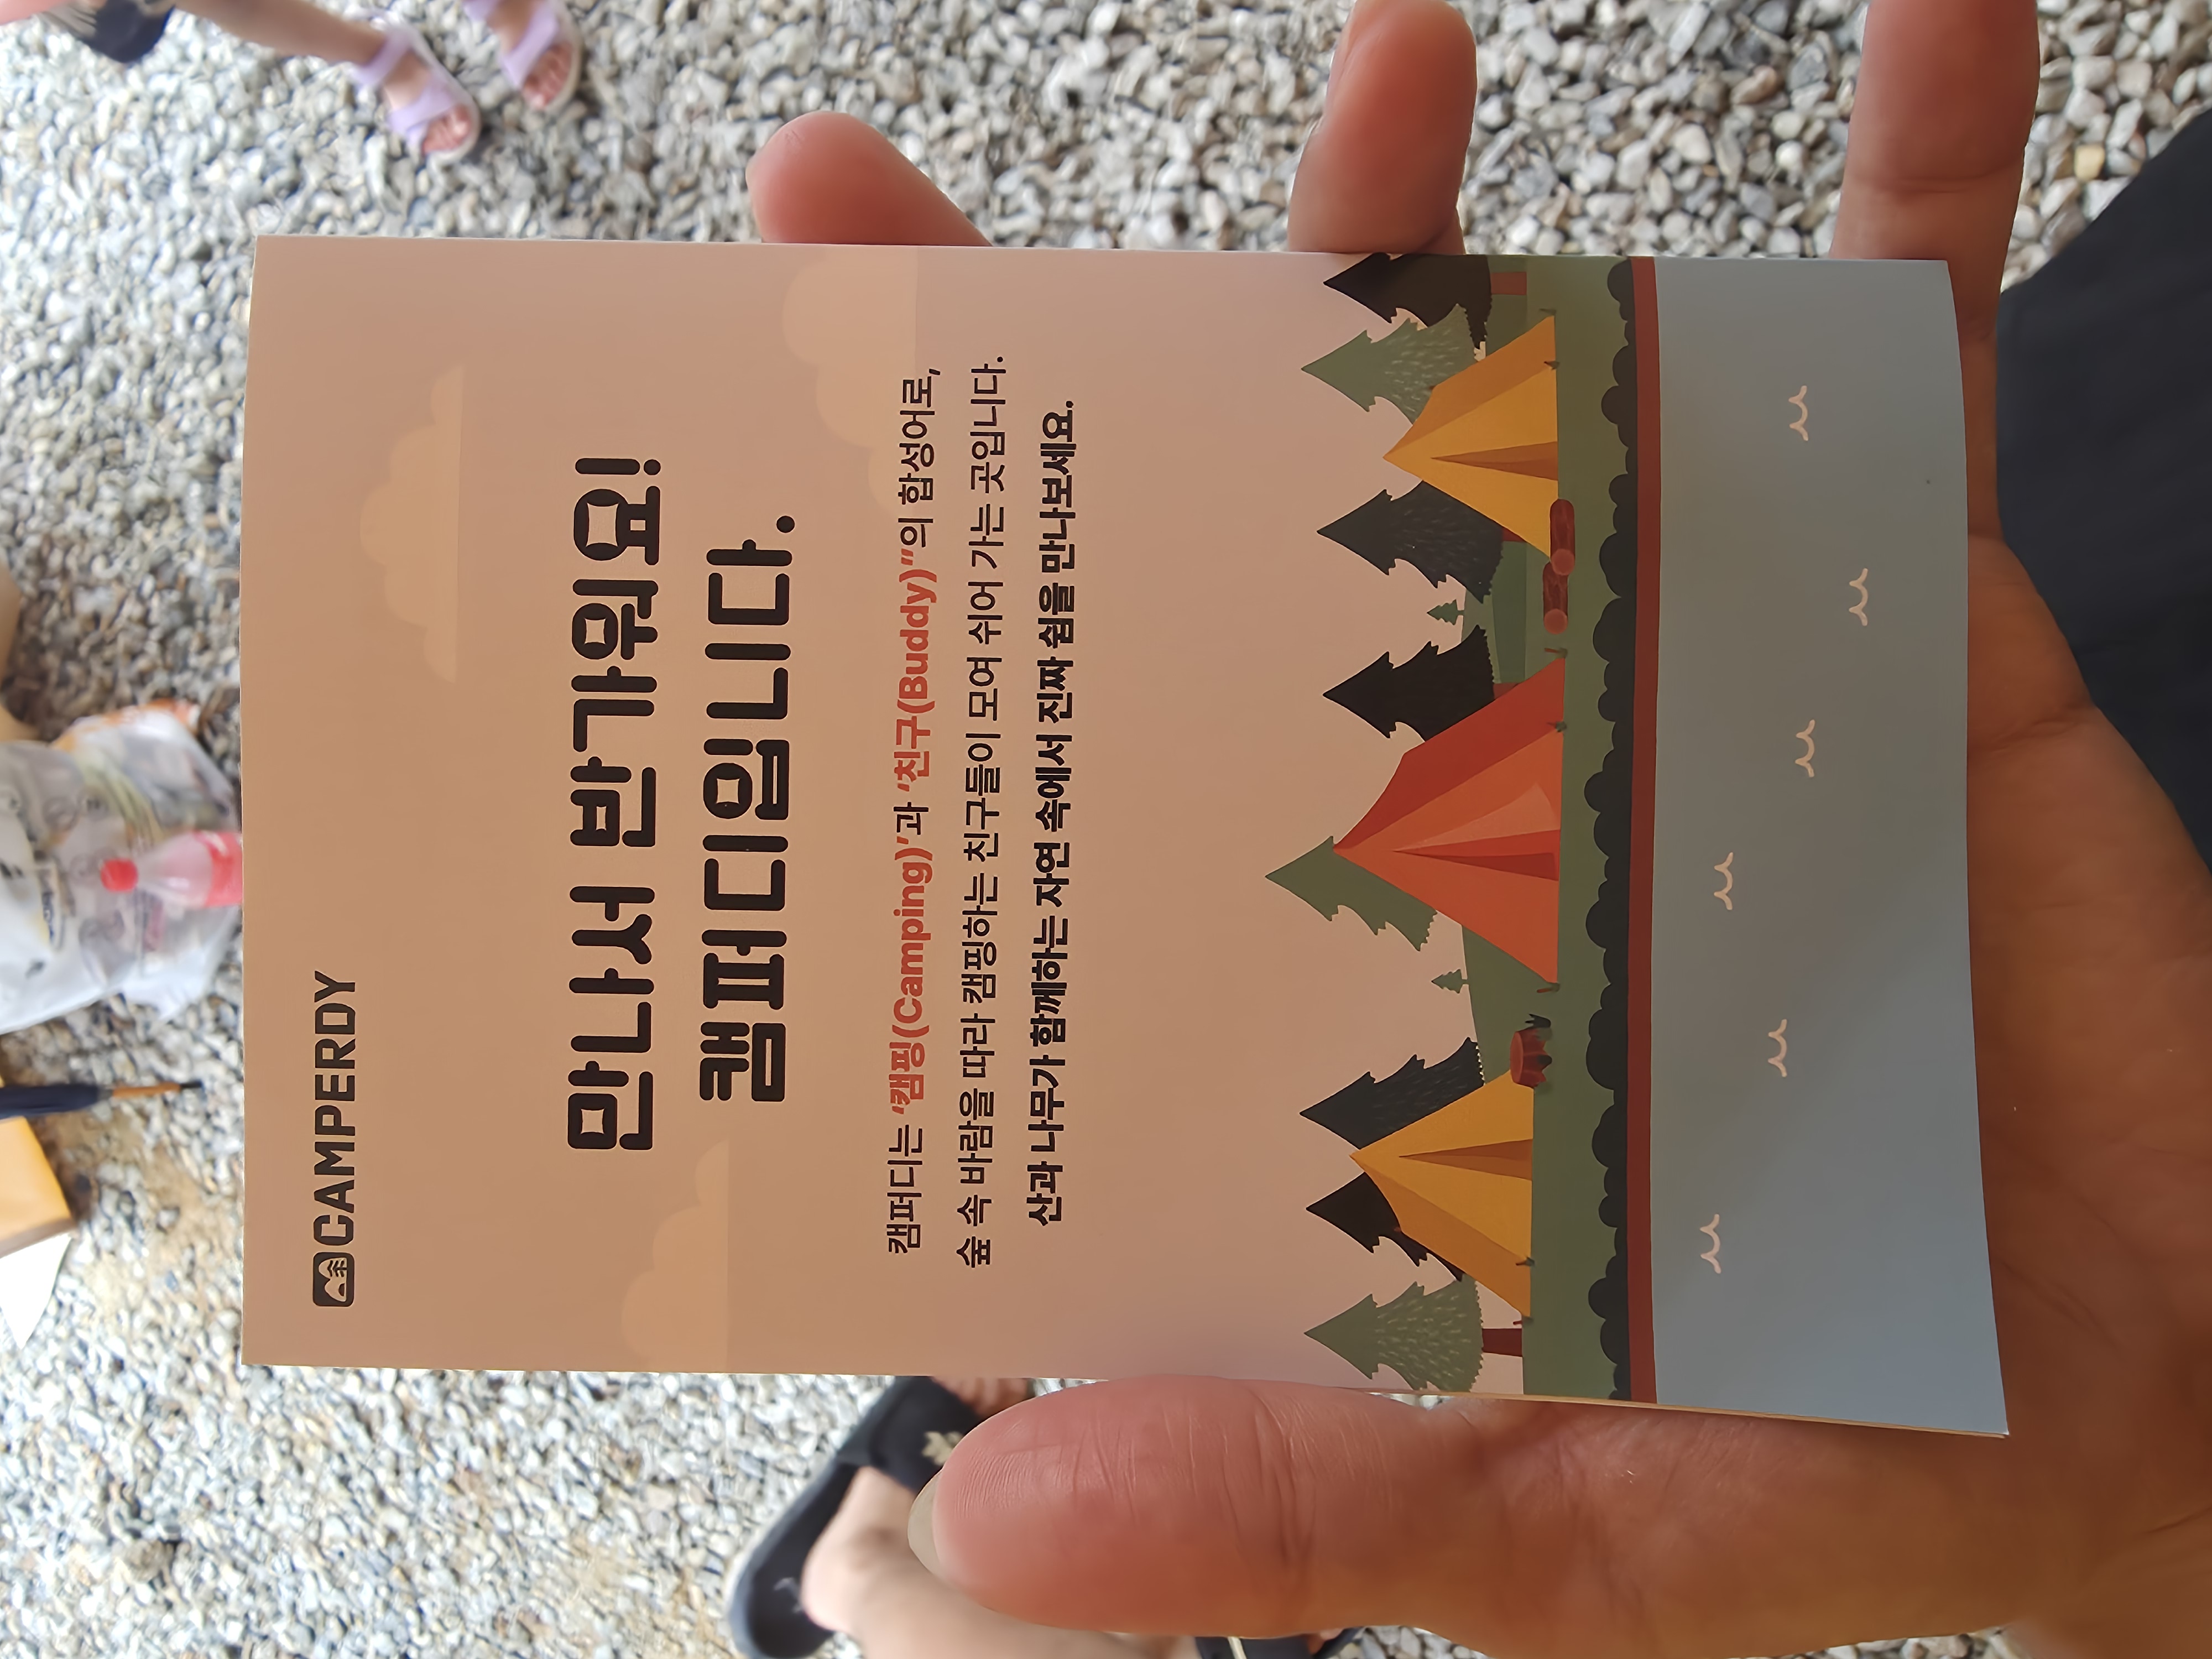 CAMPERDY
만나서 반가워요!
캠퍼디입니다.
캠퍼디는 '캠핑(Camping)'과 '친구(Buddy)'의 합성어로,
숲 속 바람을 따라 캠핑하는 친구들이 모여 쉬어 가는 곳입니다.
산과 나무가 함께하는 자연 속에서 진짜 쉼을 만나보세요.